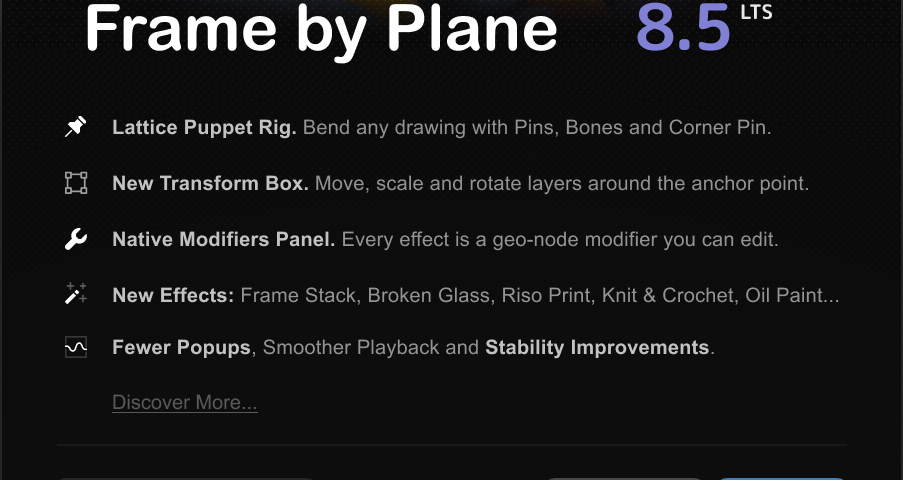 Frame by Plane 8.5 LTS
Lattice Puppet Rig. Bend any drawing with Pins, Bones and Corner Pin.
New Transform Box. Move, scale and rotate layers around the anchor point.
Native Modifiers Panel. Every effect is a geo-node modifier you can edit.
New Effects: Frame Stack, Broken Glass, Riso Print, Knit & Crochet, Oil Paint...
Fewer Popups, Smoother Playback and Stability Improvements.
Discover More...